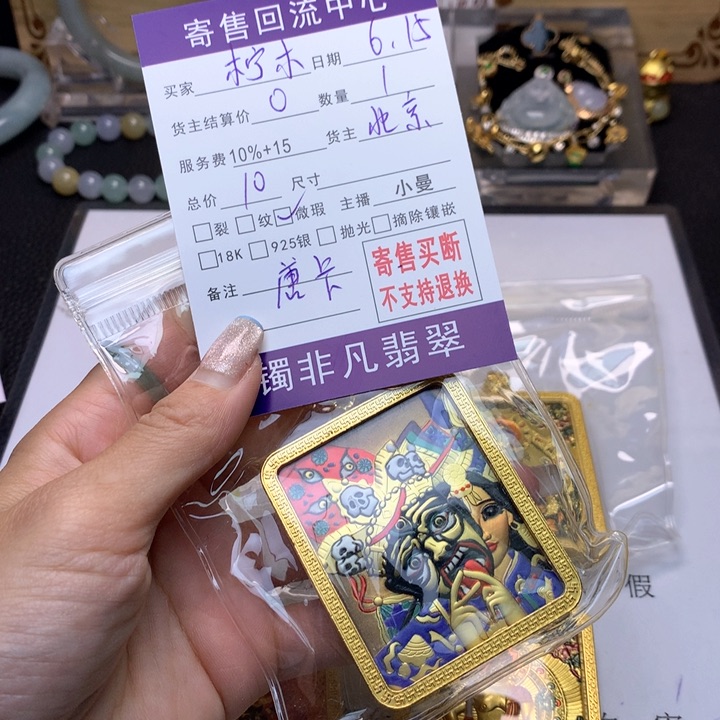 寄售回流中心
买家 柠木 日期 6.15
货主结算价 0 数量 1
服务费 10%+15 货主 北京
总价 10 尺寸
□裂 □纹 ☑微瑕 主播 小曼
□18K □925银 □抛光 □摘除镶嵌
备注 唐卡
寄售买断
不支持退换
镯非凡翡翠
假